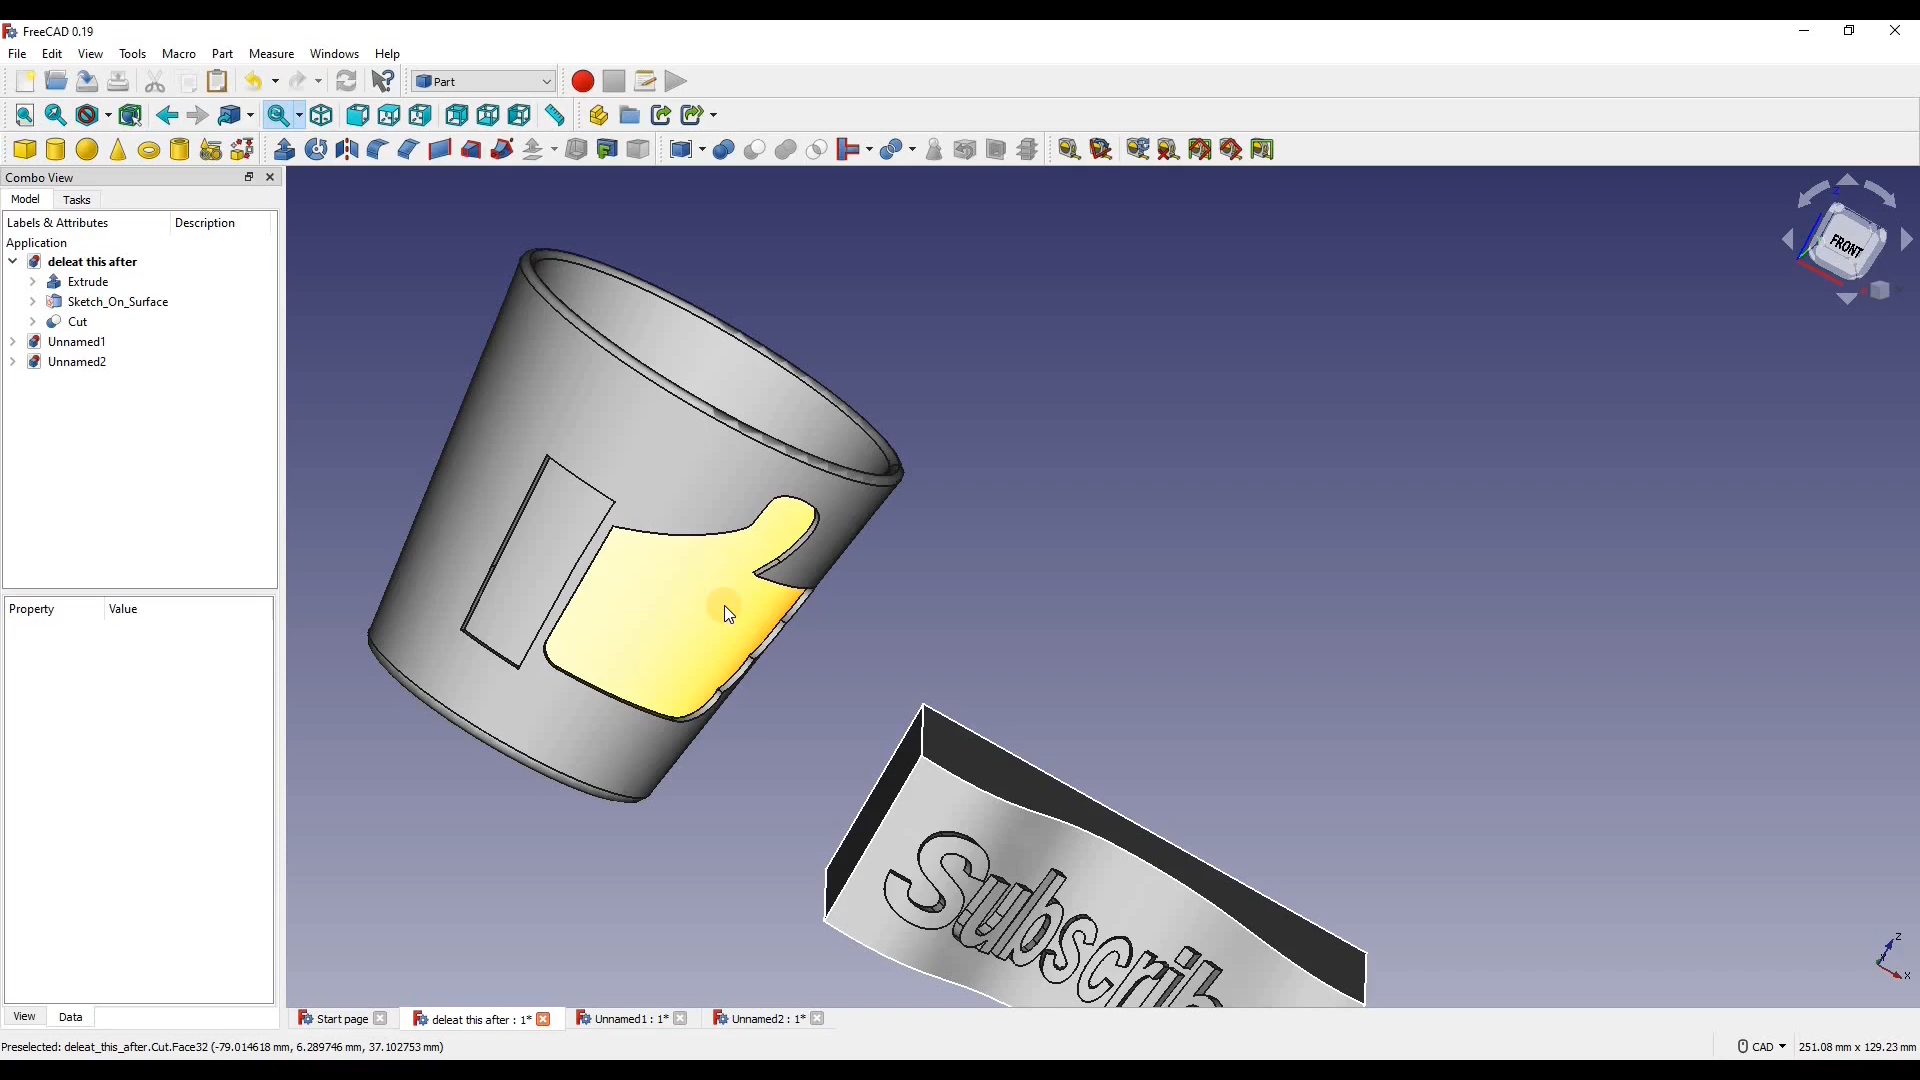 FreeCAD 0.19
File Edit View Tools Macro Part Measure Windows Help
Part
Combo View
Model Tasks
Labels & Attributes Description
Application
deleat this after
Extrude
Sketch_On_Surface
Cut
Unnamed1
Unnamed2
FRONT
Z
Subscrib
Property Value
View Data
Z
X
Start page deleat this after : 1* Unnamed1 : 1* Unnamed2 : 1*
Preselected: deleat_this_after.Cut.Face32 (-79.014618 mm, 6.289746 mm, 37.102753 mm)
CAD 251.08 mm x 129.23 mm